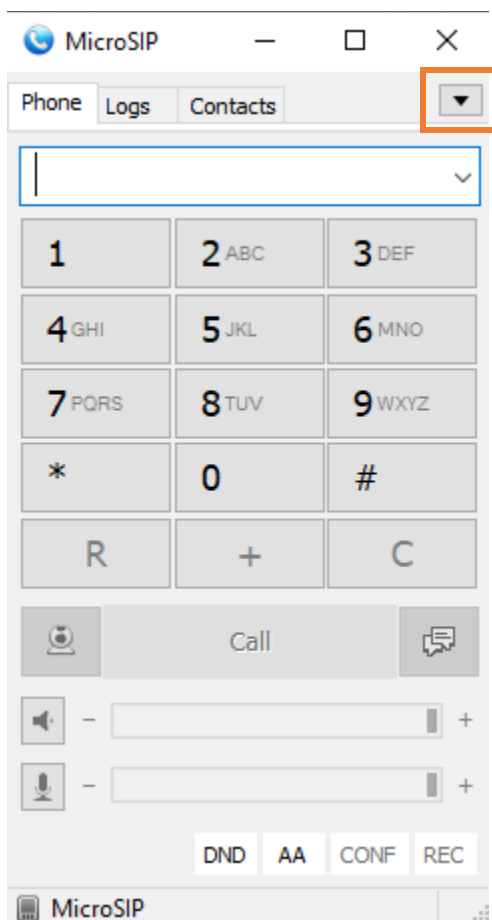 MicroSIP
Phone Logs Contacts
1 2 ABC 3 DEF
4 GHI 5 JKL 6 MNO
7 PQRS 8 TUV 9 WXYZ
* 0 #
R + C
Call
- +
- +
DND AA CONF REC
MicroSIP